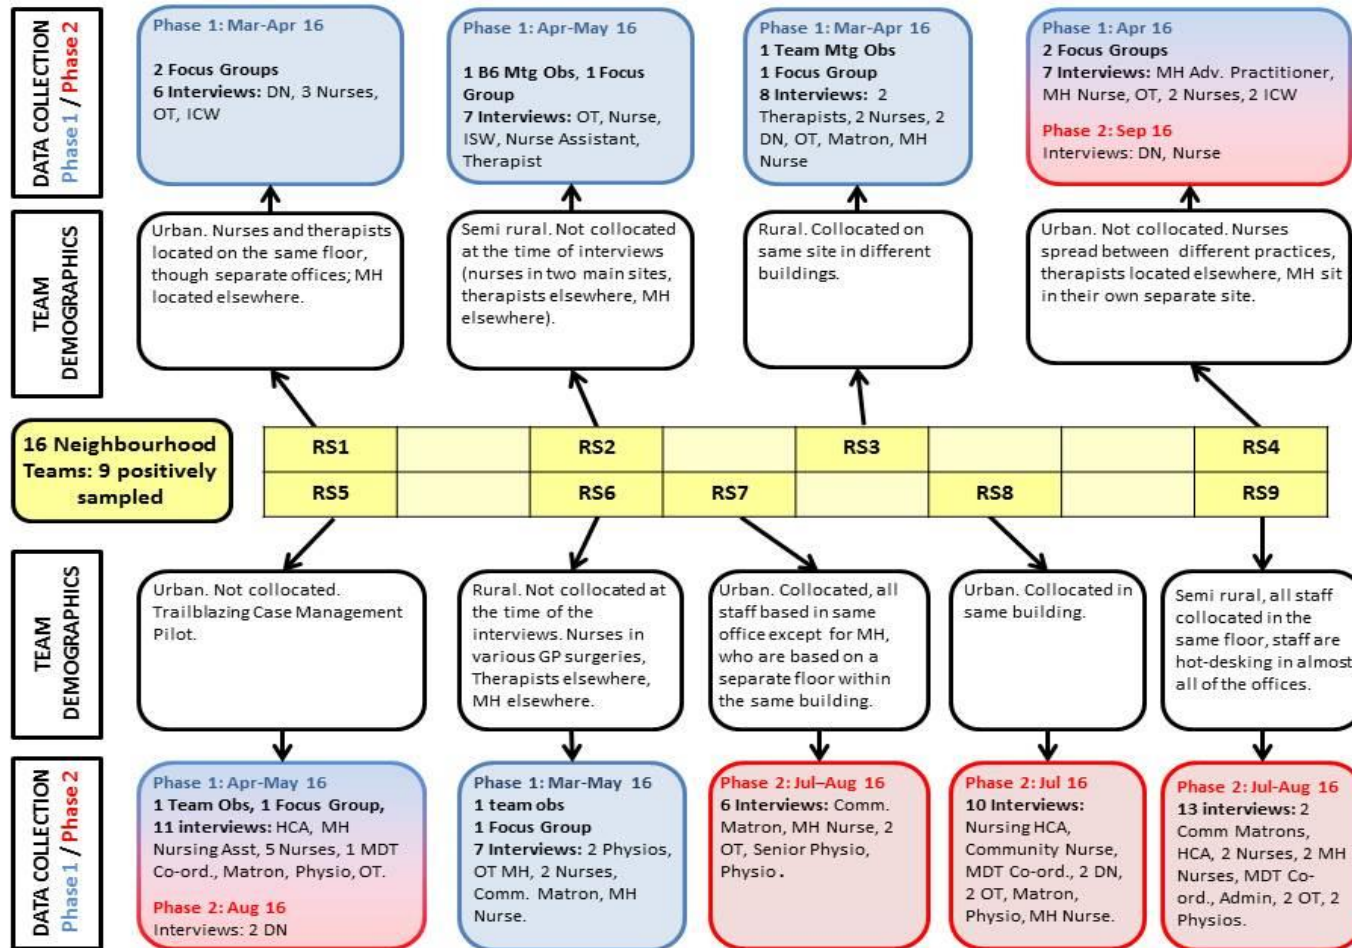 DATA COLLECTION
Phase 1 / Phase 2
Phase 1: Mar-Apr 16
2 Focus Groups
6 Interviews: DN, 3 Nurses,
OT, ICW
Phase 1: Apr-May 16
1 B6 Mtg Obs, 1 Focus
Group
7 Interviews: OT, Nurse,
ISW, Nurse Assistant,
Therapist
Phase 1: Mar-Apr 16
1 Team Mtg Obs
1 Focus Group
8 Interviews: 2
Therapists, 2 Nurses, 2
DN, OT, Matron, MH
Nurse
Phase 1: Apr 16
2 Focus Groups
7 Interviews: MH Adv. Practitioner,
MH Nurse, OT, 2 Nurses, 2 ICW
Phase 2: Sep 16
Interviews: DN, Nurse
TEAM
DEMOGRAPHICS
Urban. Nurses and therapists
located on the same floor,
though separate offices; MH
located elsewhere.
Semi rural. Not collocated
at the time of interviews
(nurses in two main sites,
therapists elsewhere, MH
elsewhere).
Rural. Collocated on
same site in different
buildings.
Urban. Not collocated. Nurses
spread between different practices,
therapists located elsewhere, MH sit
in their own separate site.
16 Neighbourhood
Teams: 9 positively
sampled
RS1 RS2 RS3 RS4
RS5 RS6 RS7 RS8 RS9
TEAM
DEMOGRAPHICS
Urban. Not collocated.
Trailblazing Case Management
Pilot.
Rural. Not collocated at
the time of the
interviews. Nurses in
various GP surgeries,
Therapists elsewhere,
MH elsewhere.
Urban. Collocated, all
staff based in same
office except for MH,
who are based on a
separate floor within
the same building.
Urban. Collocated in
same building.
Semi rural, all staff
collocated in the
same floor, staff are
hot-desking in almost
all of the offices.
DATA COLLECTION
Phase 1 / Phase 2
Phase 1: Apr-May 16
1 Team Obs, 1 Focus Group,
11 interviews: HCA, MH
Nursing Asst, 5 Nurses, 1 MDT
Co-ord., Matron, Physio, OT.
Phase 2: Aug 16
Interviews: 2 DN
Phase 1: Mar-May 16
1 team obs
1 Focus Group
7 Interviews: 2 Physios,
OT MH, 2 Nurses,
Comm. Matron, MH
Nurse.
Phase 2: Jul–Aug 16
6 Interviews: Comm.
Matron, MH Nurse, 2
OT, Senior Physio,
Physio.
Phase 2: Jul 16
10 Interviews:
Nursing HCA,
Community Nurse,
MDT Co-ord., 2 DN,
2 OT, Matron,
Physio, MH Nurse.
Phase 2: Jul-Aug 16
13 interviews: 2
Comm Matrons,
HCA, 2 Nurses, 2 MH
Nurses, MDT Co-
ord., Admin, 2 OT, 2
Physios.